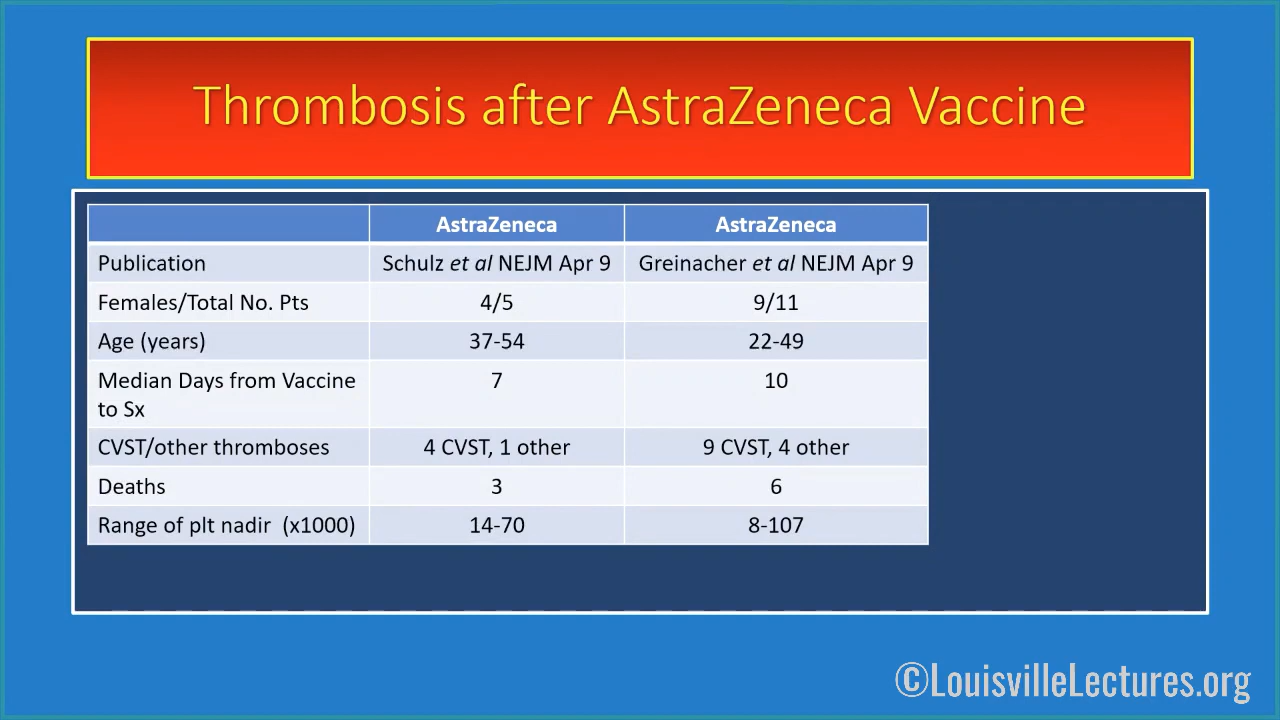 Thrombosis after AstraZeneca Vaccine
AstraZeneca AstraZeneca
Publication Schulz et al NEJM Apr 9 Greinacher et al NEJM Apr 9
Females/Total No. Pts 4/5 9/11
Age (years) 37-54 22-49
Median Days from Vaccine 7 10
to Sx
CVST/other thromboses 4 CVST, 1 other 9 CVST, 4 other
Deaths 3 6
Range of plt nadir (x1000) 14-70 8-107
©LouisvilleLectures.org